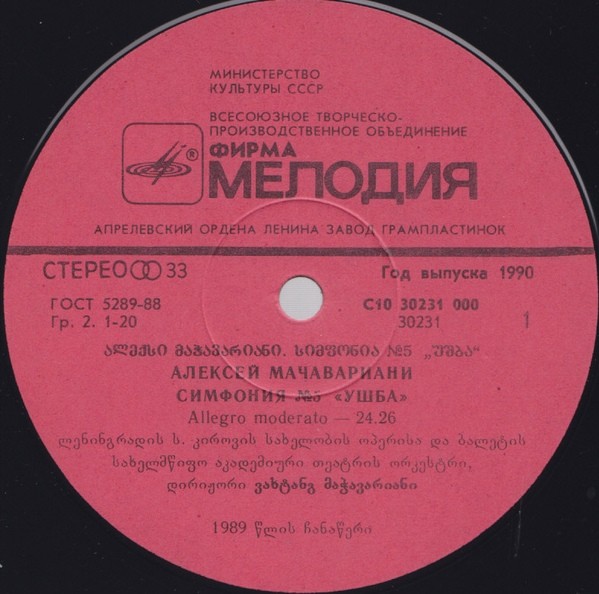 МИНИСТЕРСТВО
КУЛЬТУРЫ СССР
ВСЕСОЮЗНОЕ ТВОРЧЕСКО-
ПРОИЗВОДСТВЕННОЕ ОБЪЕДИНЕНИЕ
ФИРМА
®
МЕЛОДИЯ
АПРЕЛЕВСКИЙ ОРДЕНА ЛЕНИНА ЗАВОД ГРАМПЛАСТИНОК
СТЕРЕО 33 Год выпуска 1990
ГОСТ 5289-88 С10 30231 000
Гр. 2. 1-20 30231 1
ალექსი მაჭავარიანი. სიმფონია №5 „უშბა“
АЛЕКСЕЙ МАЧАВАРИАНИ
СИМФОНИЯ №5 «УШБА»
Allegro moderato — 24.26
ლენინგრადის ს. კიროვის სახელობის ოპერისა და ბალეტის
სახელმწიფო აკადემიური თეატრის ორკესტრი,
დირიჟორი ვახტანგ მაჭავარიანი
1989 წლის ჩანაწერი